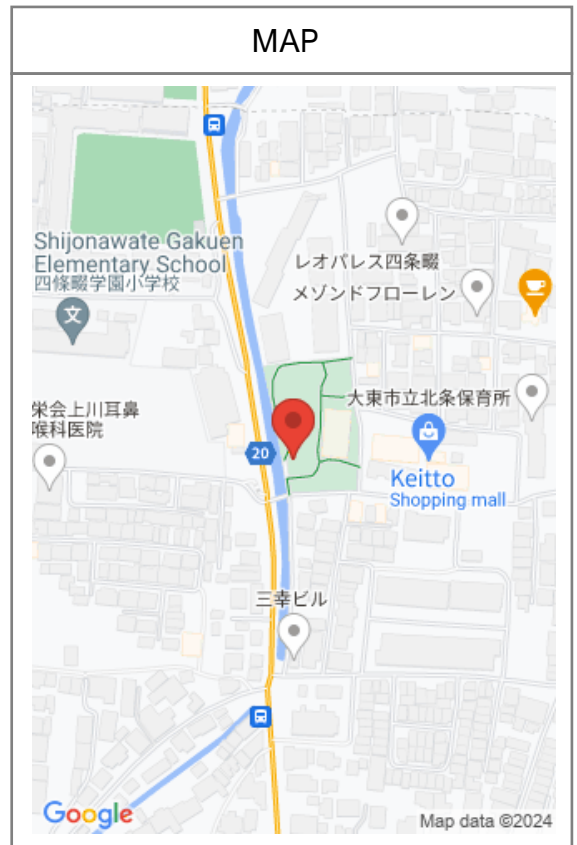 MAP
Shijonawate Gakuen
Elementary School
四條畷学園小学校
文
レオパレス四条畷
メゾンドフローレン
栄会上川耳鼻
喉科医院
大東市立北条保育所
20
Keitto
Shopping mall
三幸ビル
Google
Map data ©2024